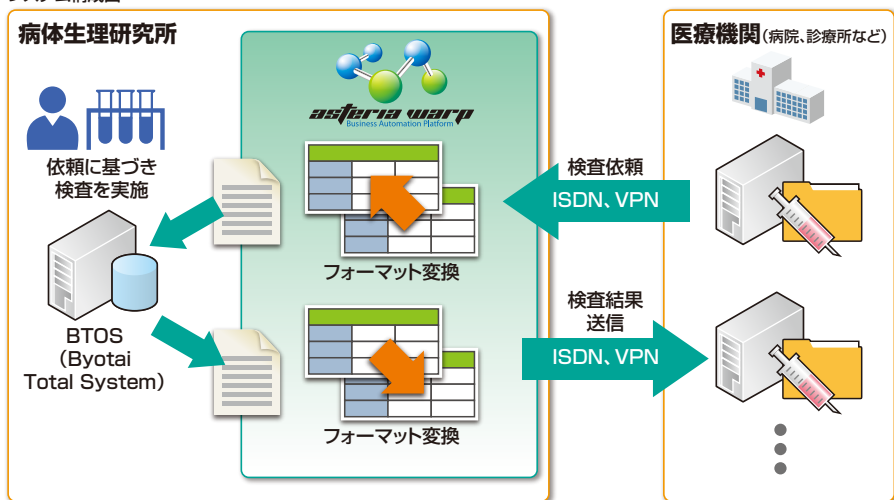 病体生理研究所
医療機関(病院、診療所など)
asteria warp
Business Automation Platform
依頼に基づき
検査を実施
検査依頼
ISDN、VPN
フォーマット変換
BTOS
(Byotai
Total System)
検査結果
送信
ISDN、VPN
フォーマット変換